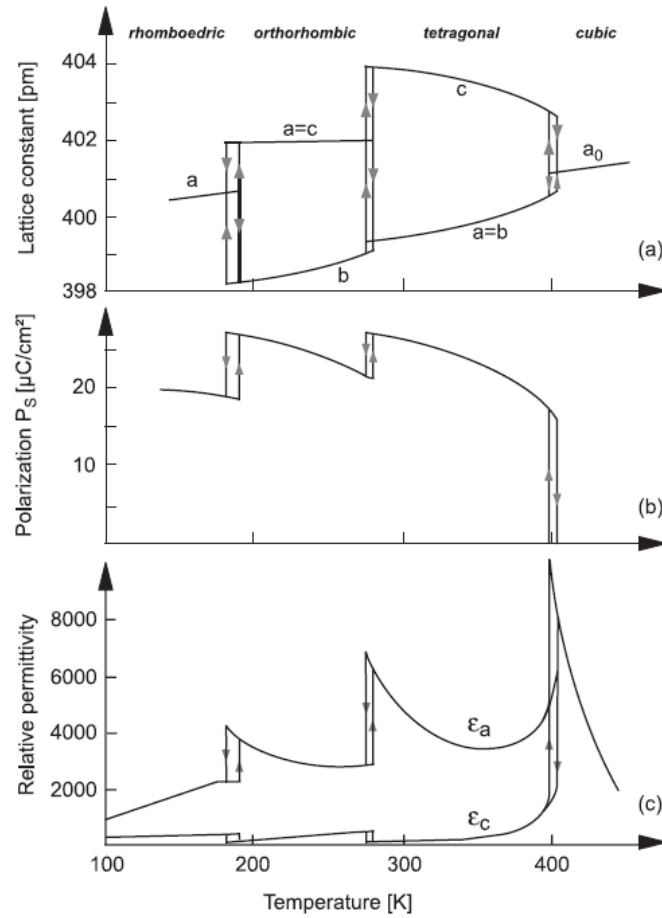 rhomboedric orthorhombic tetragonal cubic
Lattice constant [pm]
404
402
400
398
a
a=c
b
c
a=b
a₀
(a)
Polarization Pₛ [µC/cm²]
20
10
(b)
Relative permittivity
8000
6000
4000
2000
εₐ
ε꜀
(c)
100 200 300 400
Temperature [K]